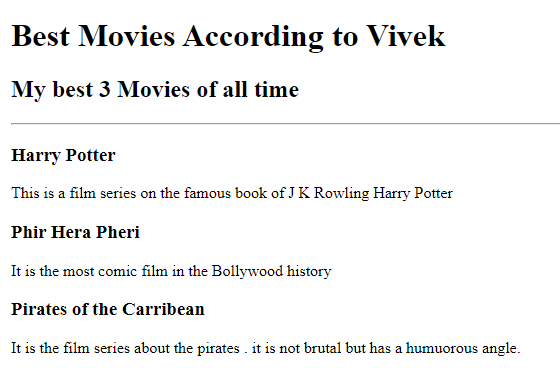 Best Movies According to Vivek
My best 3 Movies of all time
Harry Potter
This is a film series on the famous book of J K Rowling Harry Potter
Phir Hera Pheri
It is the most comic film in the Bollywood history
Pirates of the Carribean
It is the film series about the pirates . it is not brutal but has a humuorous angle.